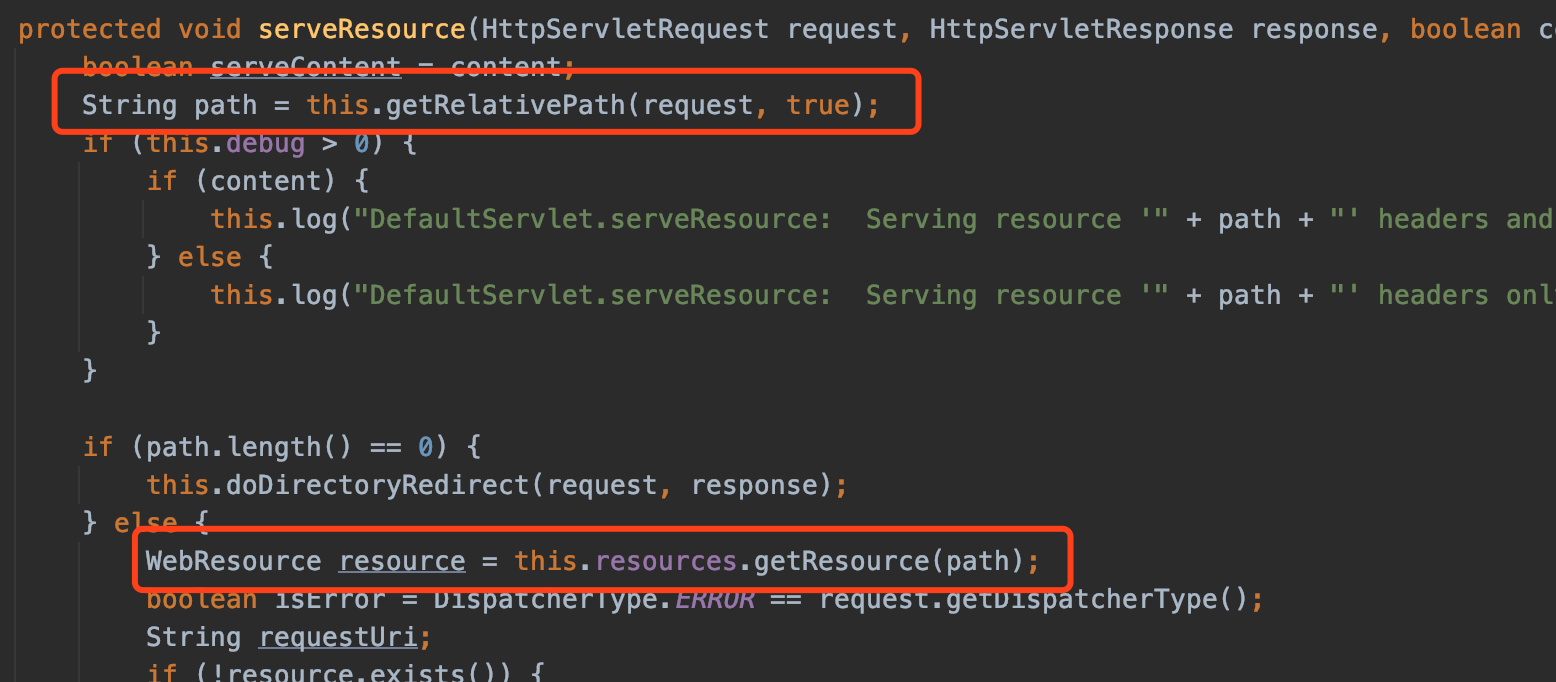 protected void serveResource(HttpServletRequest request, HttpServletResponse response, boolean
boolean serveContent = content;
String path = this.getRelativePath(request, true);
if (this.debug > 0) {
if (content) {
this.log("DefaultServlet.serveResource:  Serving resource '" + path + "' headers and
} else {
this.log("DefaultServlet.serveResource:  Serving resource '" + path + "' headers
}
}
if (path.length() == 0) {
this.doDirectoryRedirect(request, response);
} else {
WebResource resource = this.resources.getResource(path);
boolean isError = DispatcherType.ERROR == request.getDispatcherType();
String requestUri;
if (!resource.exists()) {